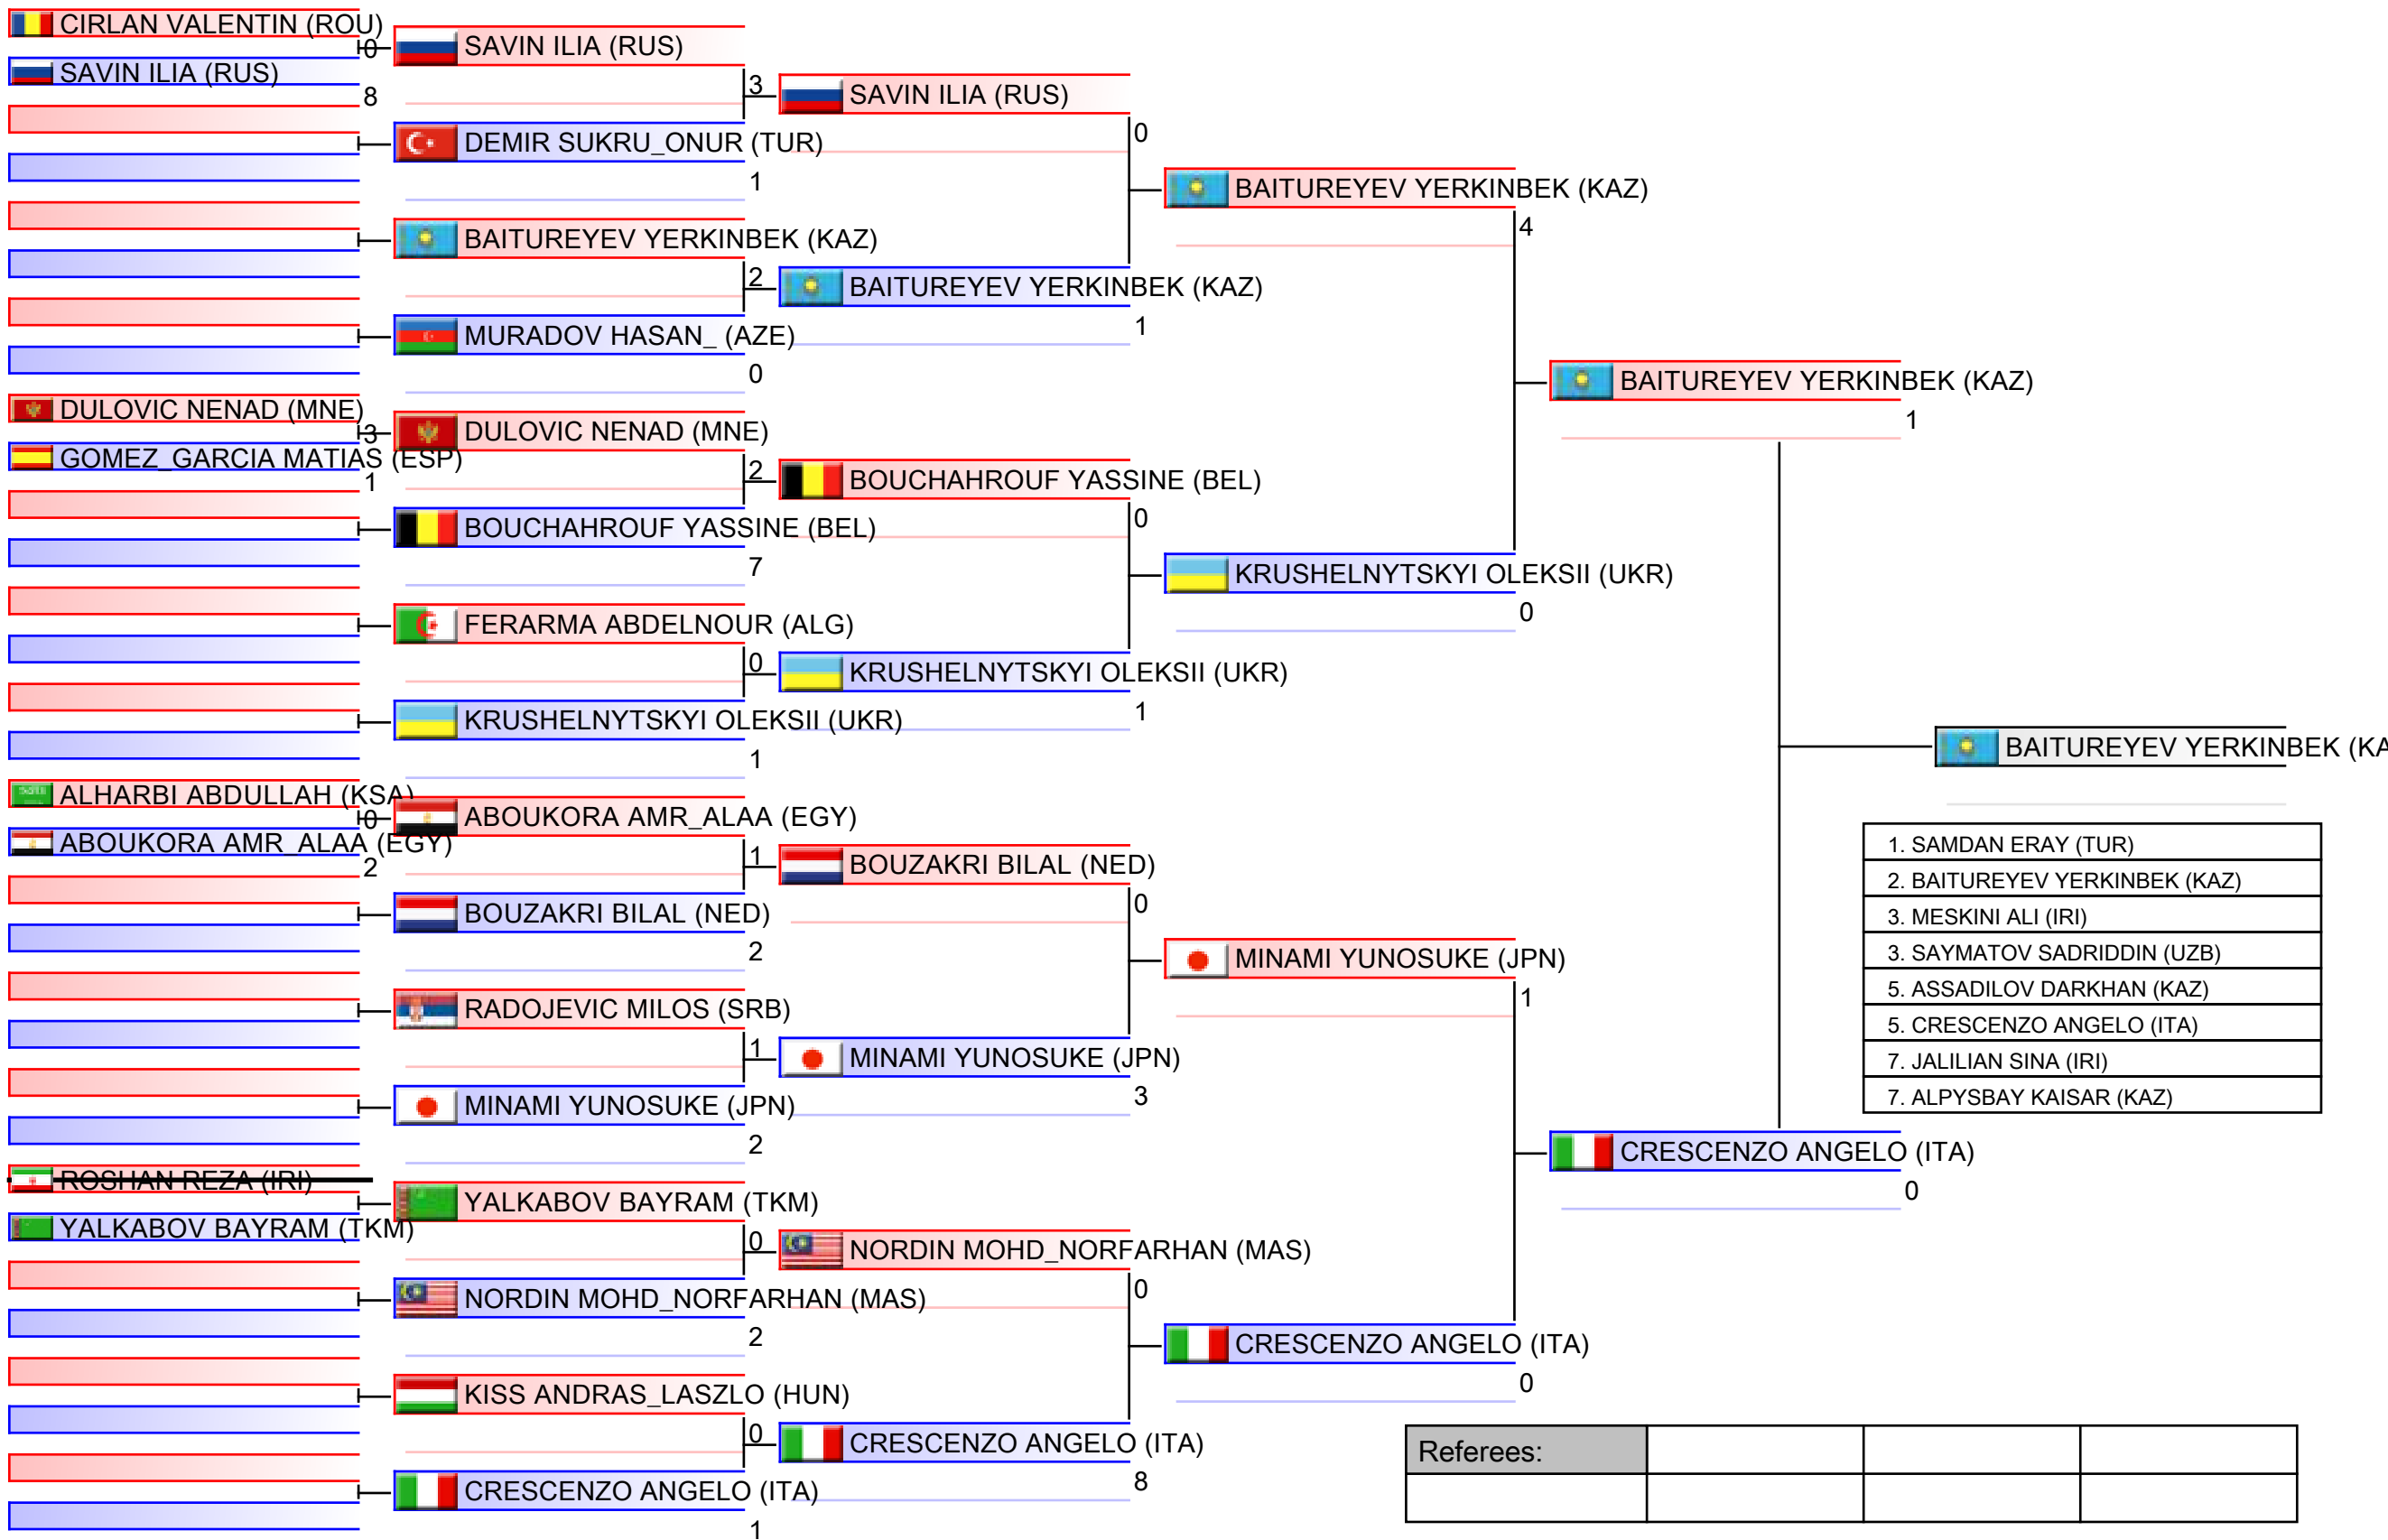 CIRLAN VALENTIN (ROU)
0
SAVIN ILIA (RUS)
8
DULOVIC NENAD (MNE)
3
GOMEZ_GARCIA MATIAS (ESP)
1
ALHARBI ABDULLAH (KSA)
0
ABOUKORA AMR_ALAA (EGY)
2
ROSHAN REZA (IRI)
YALKABOV BAYRAM (TKM)
SAVIN ILIA (RUS)
3
DEMIR SUKRU_ONUR (TUR)
1
BAITUREYEV YERKINBEK (KAZ)
2
MURADOV HASAN_ (AZE)
0
DULOVIC NENAD (MNE)
2
BOUCHAHROUF YASSINE (BEL)
7
FERARMA ABDELNOUR (ALG)
0
KRUSHELNYTSKYI OLEKSII (UKR)
1
ABOUKORA AMR_ALAA (EGY)
1
BOUZAKRI BILAL (NED)
2
RADOJEVIC MILOS (SRB)
1
MINAMI YUNOSUKE (JPN)
2
YALKABOV BAYRAM (TKM)
0
NORDIN MOHD_NORFARHAN (MAS)
2
KISS ANDRAS_LASZLO (HUN)
0
CRESCENZO ANGELO (ITA)
1
SAVIN ILIA (RUS)
0
BAITUREYEV YERKINBEK (KAZ)
1
BOUCHAHROUF YASSINE (BEL)
0
KRUSHELNYTSKYI OLEKSII (UKR)
1
BOUZAKRI BILAL (NED)
0
MINAMI YUNOSUKE (JPN)
3
NORDIN MOHD_NORFARHAN (MAS)
0
CRESCENZO ANGELO (ITA)
8
BAITUREYEV YERKINBEK (KAZ)
4
KRUSHELNYTSKYI OLEKSII (UKR)
0
MINAMI YUNOSUKE (JPN)
1
CRESCENZO ANGELO (ITA)
0
BAITUREYEV YERKINBEK (KAZ)
1
CRESCENZO ANGELO (ITA)
0
BAITUREYEV YERKINBEK (KA
1. SAMDAN ERAY (TUR)
2. BAITUREYEV YERKINBEK (KAZ)
3. MESKINI ALI (IRI)
3. SAYMATOV SADRIDDIN (UZB)
5. ASSADILOV DARKHAN (KAZ)
5. CRESCENZO ANGELO (ITA)
7. JALILIAN SINA (IRI)
7. ALPYSBAY KAISAR (KAZ)
Referees: